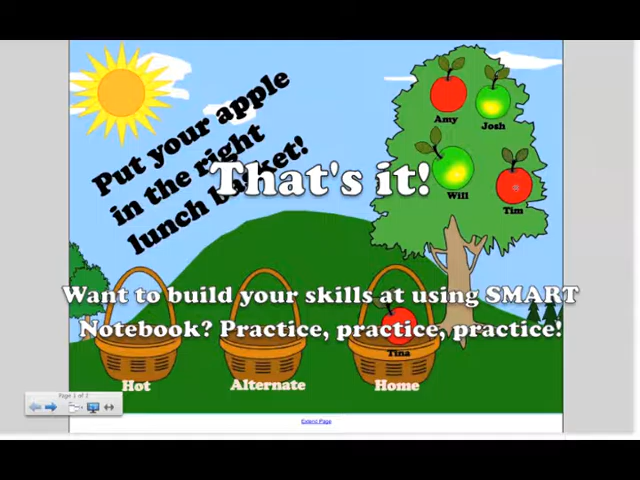 Put your apple
in the right
lunch basket!
Amy
Josh
Will
Tim
That's it!
Want to build your skills at using SMART
Notebook? Practice, practice, practice!
Tina
Hot
Alternate
Home
Page 1 of 2
Extend Page